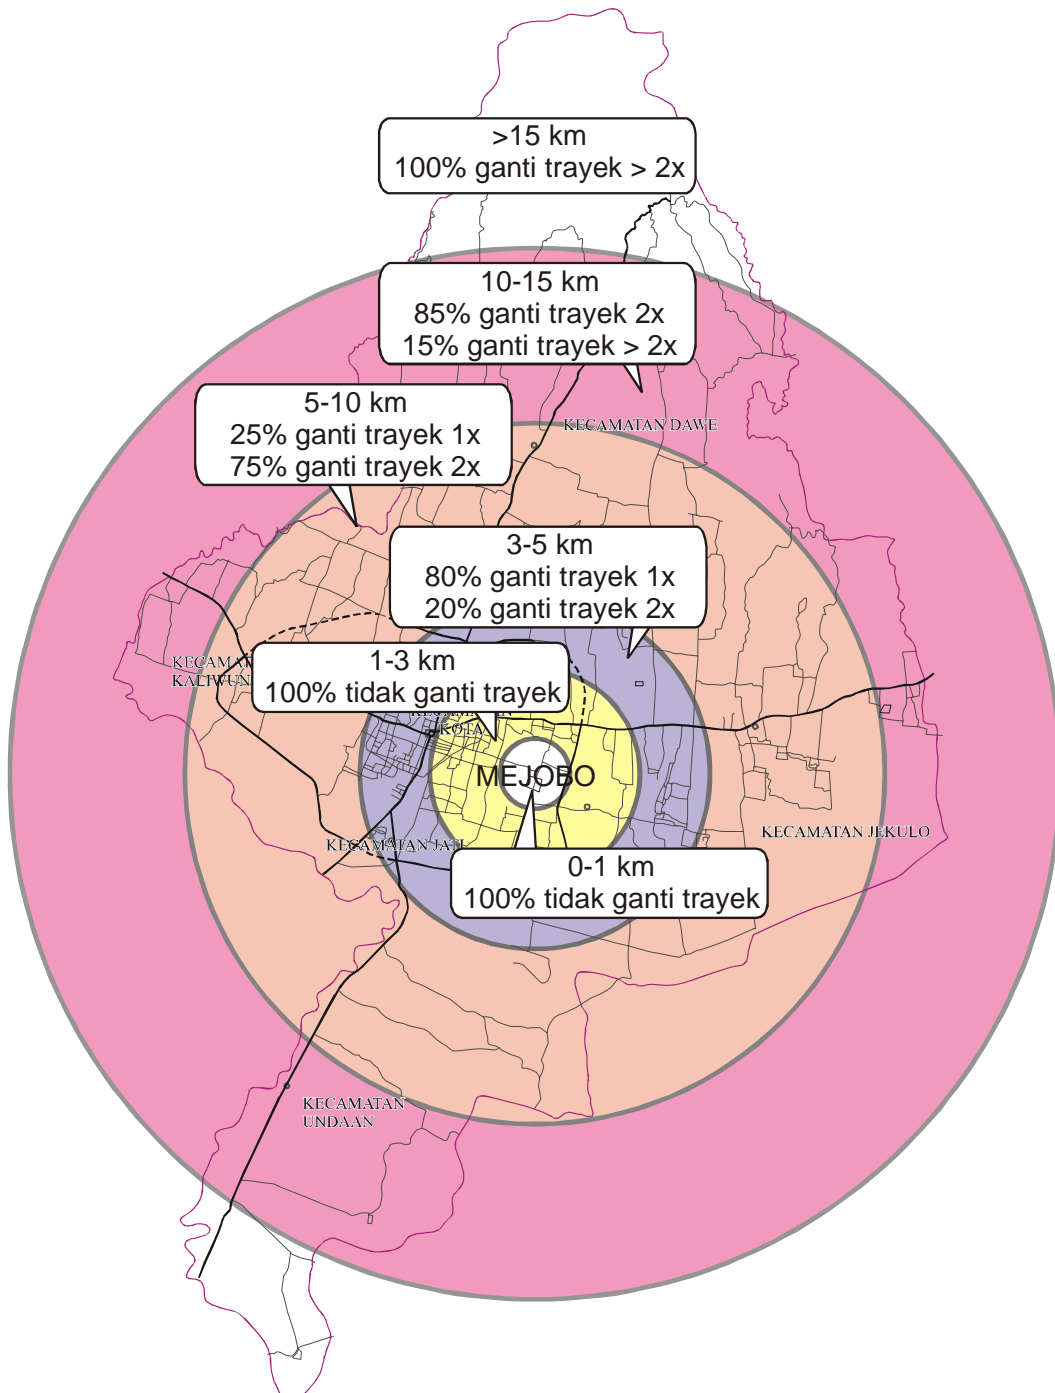 >15 km
100% ganti trayek > 2x
10-15 km
85% ganti trayek 2x
15% ganti trayek > 2x
5-10 km
25% ganti trayek 1x
75% ganti trayek 2x
KECAMATAN DAWE
3-5 km
80% ganti trayek 1x
20% ganti trayek 2x
1-3 km
100% tidak ganti trayek
KOTA
MEJOBO
KECAMATAN JEKULO
KECAMATAN JATI
0-1 km
100% tidak ganti trayek
KECAMATAN
UNDAAN